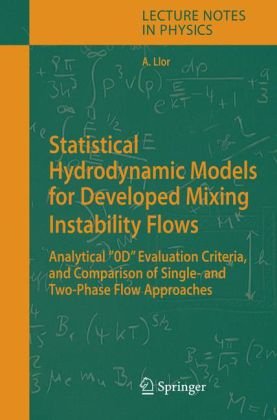 LECTURE NOTES
IN PHYSICS
A. Llor
Statistical
Hydrodynamic Models
for Developed Mixing
Instability Flows
Analytical "0D" Evaluation Criteria,
and Comparison of Single- and
Two-Phase Flow Approaches
Springer